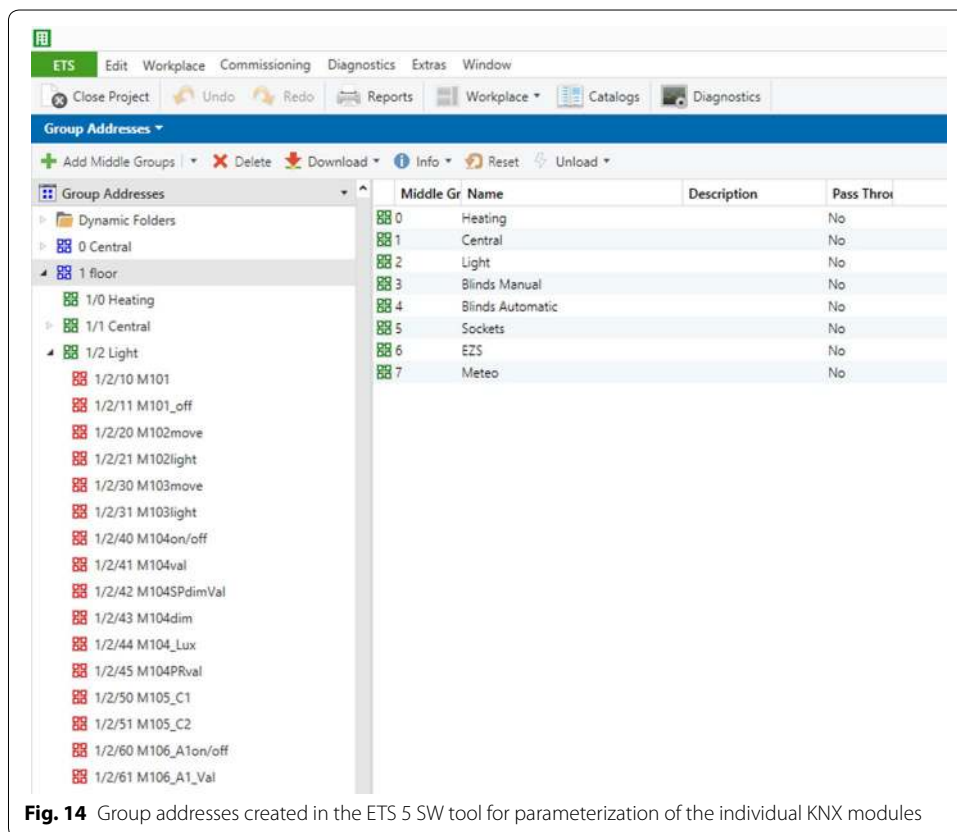 ETS Edit Workplace Commissioning Diagnostics Extras Window
Close Project Undo Redo Reports Workplace Catalogs Diagnostics
Group Addresses
Add Middle Groups Delete Download Info Reset Unload
Group Addresses
Dynamic Folders
0 Central
1 floor
1/0 Heating
1/1 Central
1/2 Light
1/2/10 M101
1/2/11 M101_off
1/2/20 M102move
1/2/21 M102light
1/2/30 M103move
1/2/31 M103light
1/2/40 M104on/off
1/2/41 M104val
1/2/42 M104SPdimVal
1/2/43 M104dim
1/2/44 M104_Lux
1/2/45 M104PRval
1/2/50 M105_C1
1/2/51 M105_C2
1/2/60 M106_A1on/off
1/2/61 M106_A1_Val
Middle Gr Name Description Pass Throu
0 Heating No
1 Central No
2 Light No
3 Blinds Manual No
4 Blinds Automatic No
5 Sockets No
6 EZS No
7 Meteo No
Fig. 14 Group addresses created in the ETS 5 SW tool for parameterization of the individual KNX modules